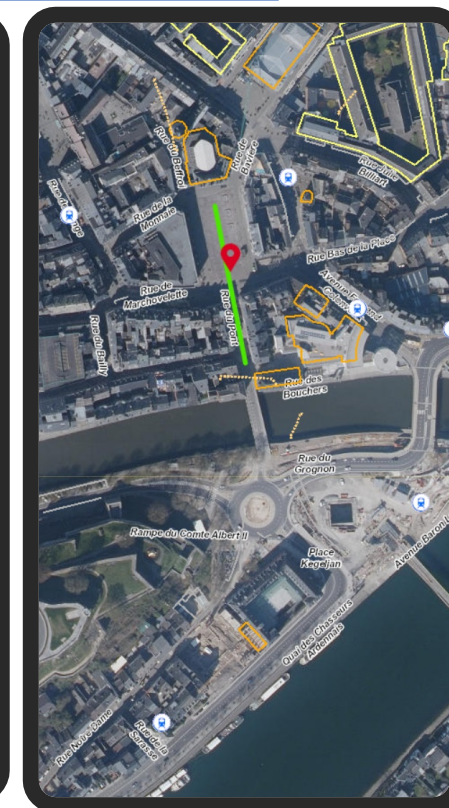 Rue du Beffroi
Rue de
Bavière
Rue Julie
Billiart
Rue de la
Monnaie
Rue Bas de la Place
Rue de
Marchovelette
Rue du Pont
Rue du Bailly
Rue des
Bouchers
Rue du
Grognon
Rampe du Comte Albert II
Place
Kegeljan
Quai des Chasseurs
Ardennais
Rue Notre Dame
Rue de la
Sarasse